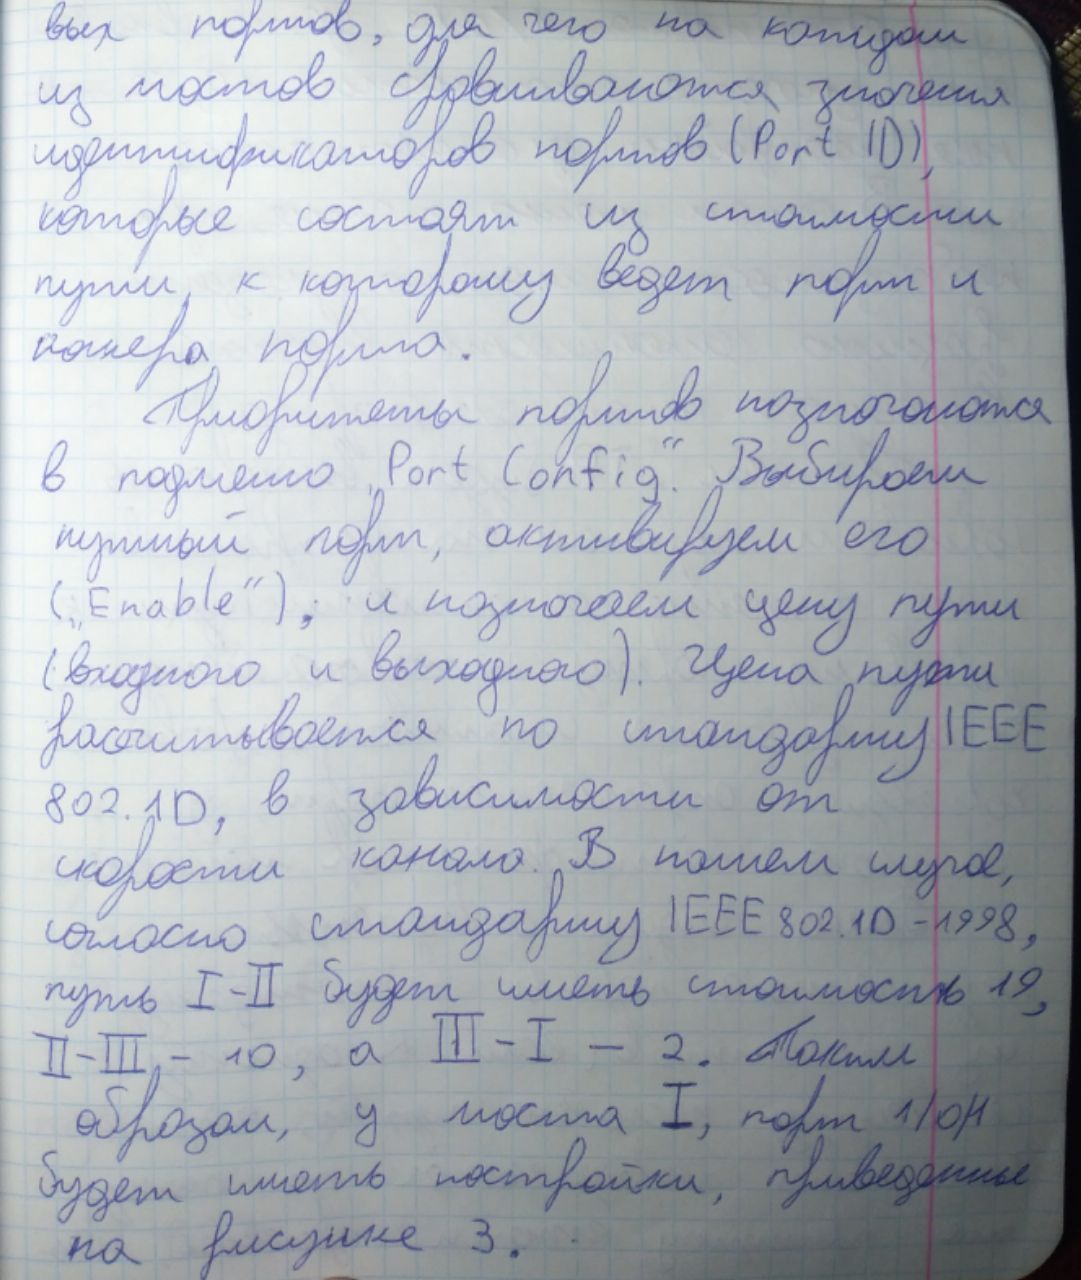 вых портов, для чего на каждом
из мостов сравниваются значения
идентификаторов портов (Port ID),
которые состоят из стоимости
пути, к которому ведет порт и
номера порта.
Приоритеты портов назначаются
в подменю „Port Config“. Выбираем
нужный порт, активируем его
(„Enable“), и назначаем цену пути
(входного и выходного). Цена пути
расчитывается по стандарту IEEE
802.1D, в зависимости от
скорости канала. В нашем случае,
согласно стандарту IEEE 802.1D-1998,
путь I-II будет иметь стоимость 19,
II-III - 10, а III-I - 2. Таким
образом, у моста I, порт
будет иметь настройки, приведенные
на рисунке 3.